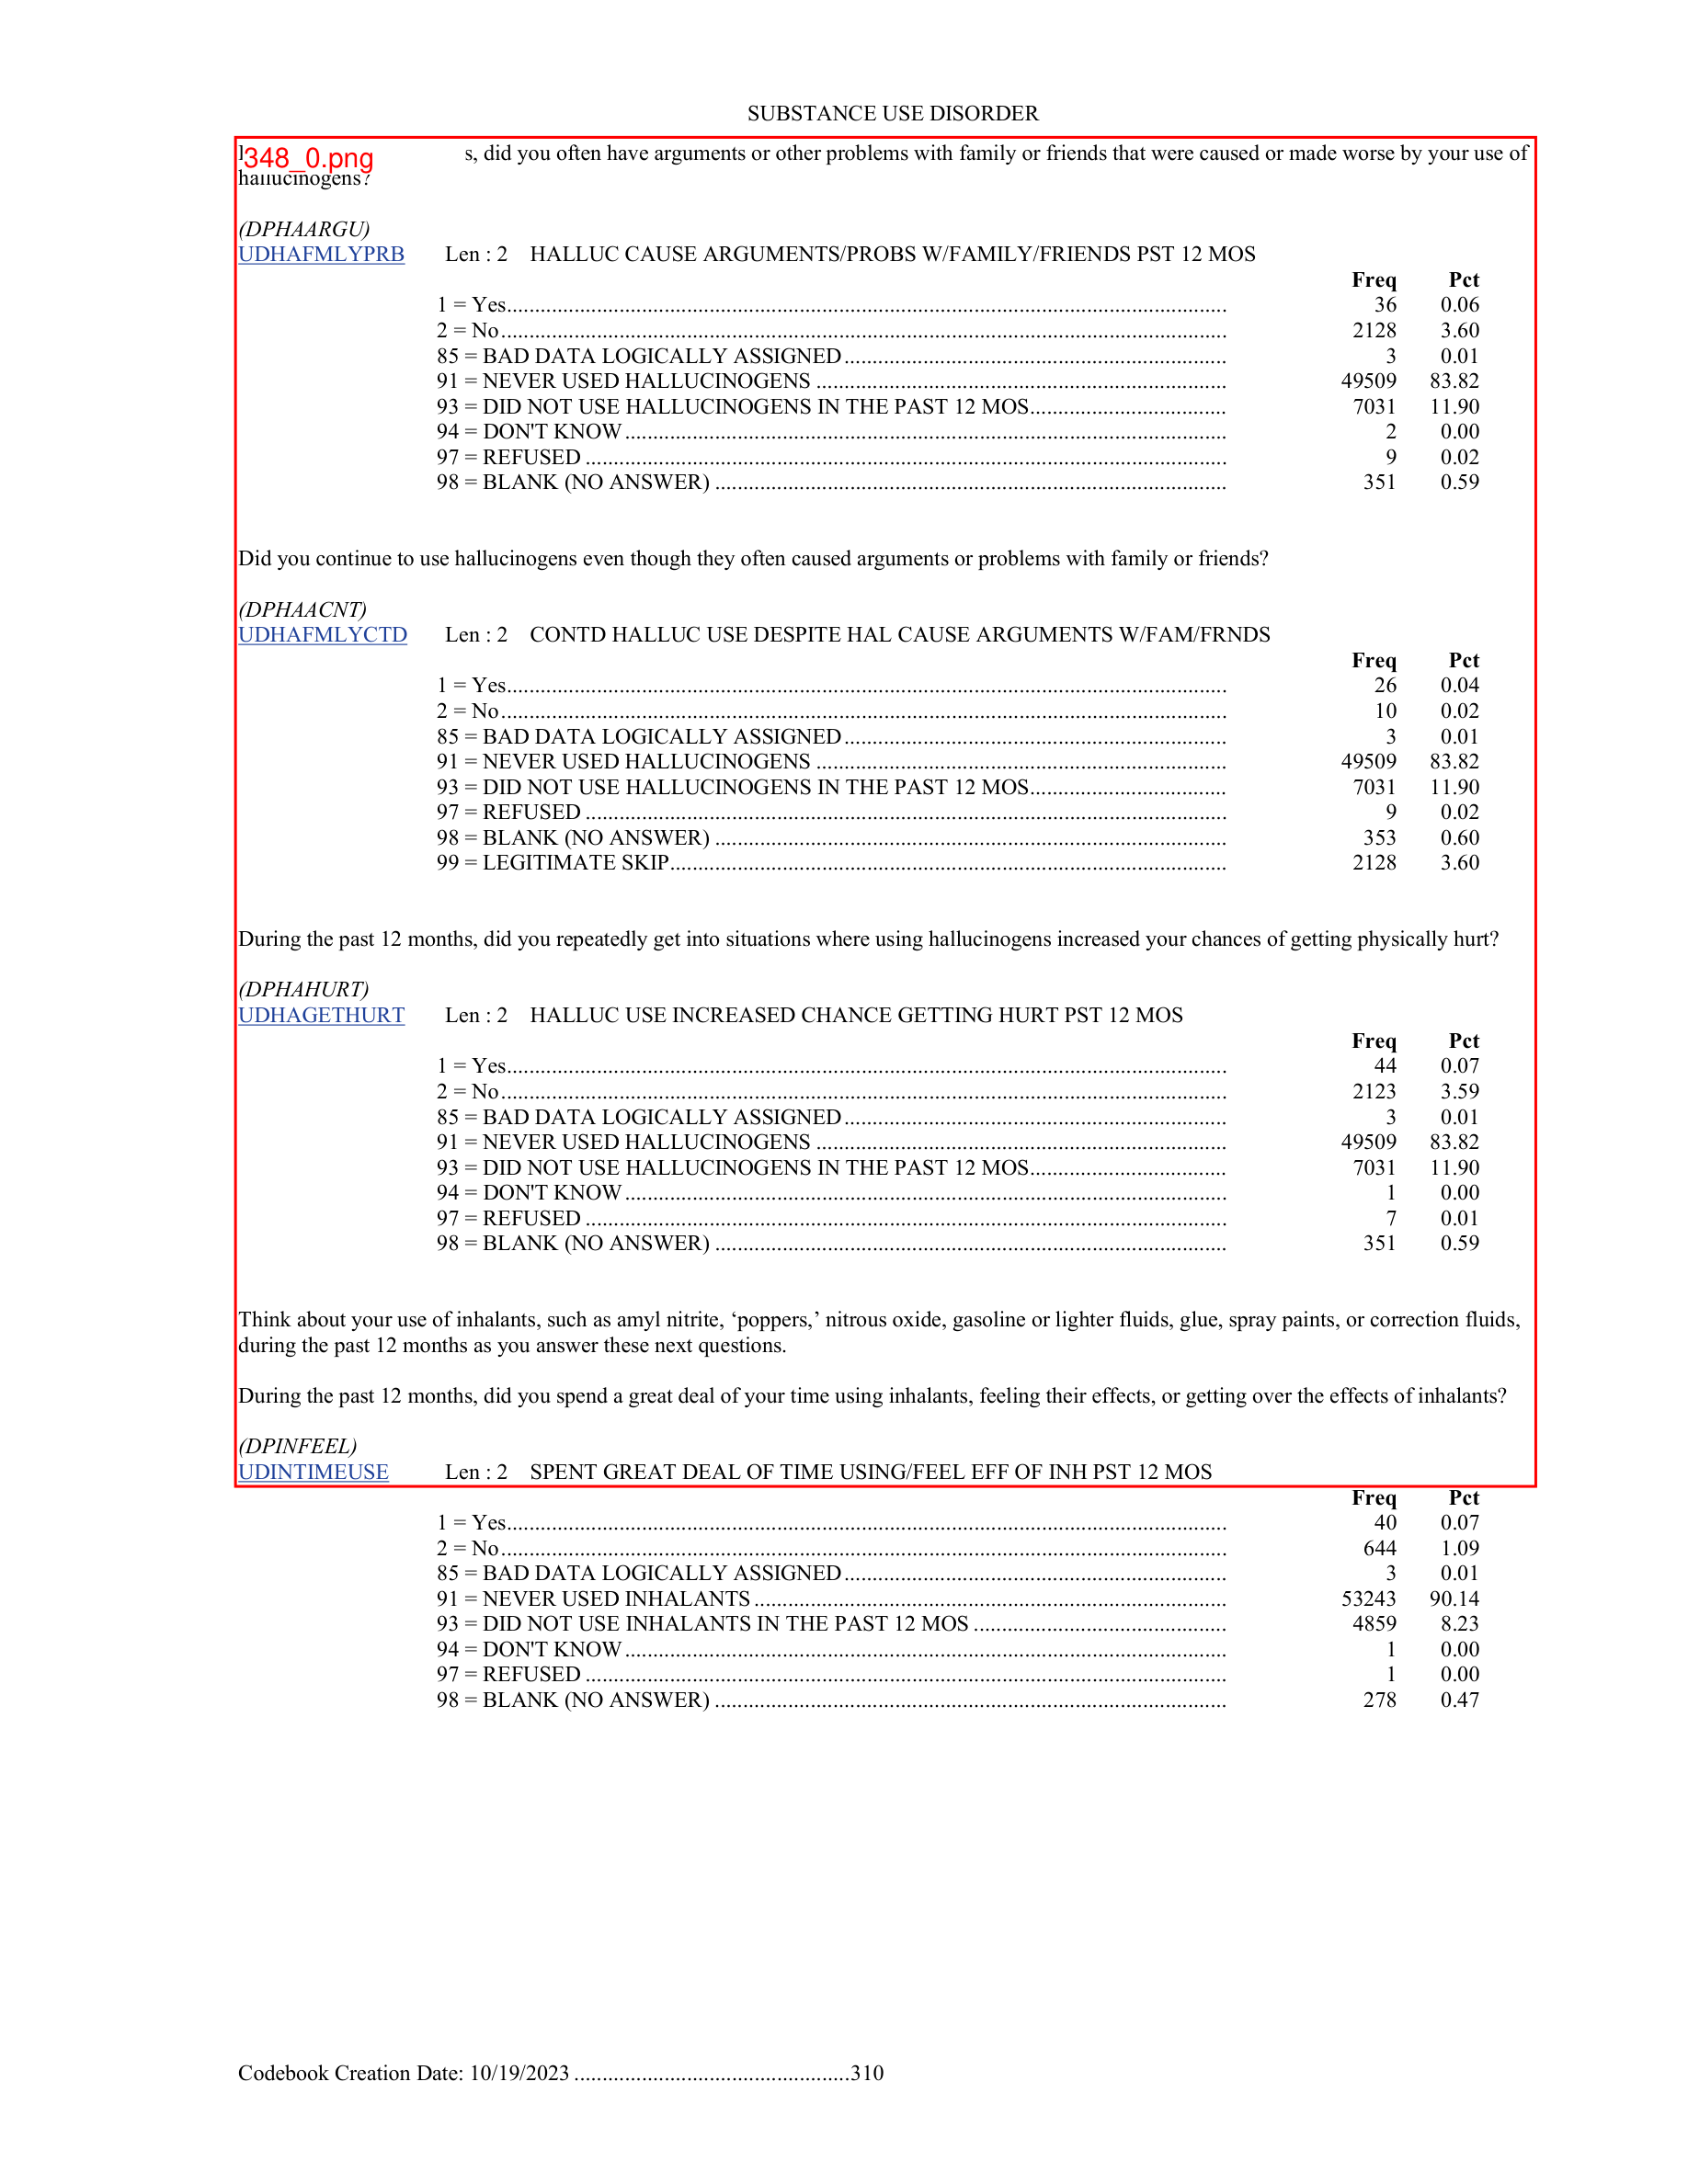 SUBSTANCE USE DISORDER
348_0.png s, did you often have arguments or other problems with family or friends that were caused or made worse by your use of
hallucinogens?
(DPHAARGU)
UDHAFMLYPRB Len : 2 HALLUC CAUSE ARGUMENTS/PROBS W/FAMILY/FRIENDS PST 12 MOS
Freq Pct
1 = Yes 36 0.06
2 = No 2128 3.60
85 = BAD DATA LOGICALLY ASSIGNED 3 0.01
91 = NEVER USED HALLUCINOGENS 49509 83.82
93 = DID NOT USE HALLUCINOGENS IN THE PAST 12 MOS 7031 11.90
94 = DON'T KNOW 2 0.00
97 = REFUSED 9 0.02
98 = BLANK (NO ANSWER) 351 0.59
Did you continue to use hallucinogens even though they often caused arguments or problems with family or friends?
(DPHAACNT)
UDHAFMLYCTD Len : 2 CONTD HALLUC USE DESPITE HAL CAUSE ARGUMENTS W/FAM/FRNDS
Freq Pct
1 = Yes 26 0.04
2 = No 10 0.02
85 = BAD DATA LOGICALLY ASSIGNED 3 0.01
91 = NEVER USED HALLUCINOGENS 49509 83.82
93 = DID NOT USE HALLUCINOGENS IN THE PAST 12 MOS 7031 11.90
97 = REFUSED 9 0.02
98 = BLANK (NO ANSWER) 353 0.60
99 = LEGITIMATE SKIP 2128 3.60
During the past 12 months, did you repeatedly get into situations where using hallucinogens increased your chances of getting physically hurt?
(DPHAHURT)
UDHAGETHURT Len : 2 HALLUC USE INCREASED CHANCE GETTING HURT PST 12 MOS
Freq Pct
1 = Yes 44 0.07
2 = No 2123 3.59
85 = BAD DATA LOGICALLY ASSIGNED 3 0.01
91 = NEVER USED HALLUCINOGENS 49509 83.82
93 = DID NOT USE HALLUCINOGENS IN THE PAST 12 MOS 7031 11.90
94 = DON'T KNOW 1 0.00
97 = REFUSED 7 0.01
98 = BLANK (NO ANSWER) 351 0.59
Think about your use of inhalants, such as amyl nitrite, ‘poppers,’ nitrous oxide, gasoline or lighter fluids, glue, spray paints, or correction fluids,
during the past 12 months as you answer these next questions.
During the past 12 months, did you spend a great deal of your time using inhalants, feeling their effects, or getting over the effects of inhalants?
(DPINFEEL)
UDINTIMEUSE Len : 2 SPENT GREAT DEAL OF TIME USING/FEEL EFF OF INH PST 12 MOS
Freq Pct
1 = Yes 40 0.07
2 = No 644 1.09
85 = BAD DATA LOGICALLY ASSIGNED 3 0.01
91 = NEVER USED INHALANTS 53243 90.14
93 = DID NOT USE INHALANTS IN THE PAST 12 MOS 4859 8.23
94 = DON'T KNOW 1 0.00
97 = REFUSED 1 0.00
98 = BLANK (NO ANSWER) 278 0.47
Codebook Creation Date: 10/19/2023 .................................................310